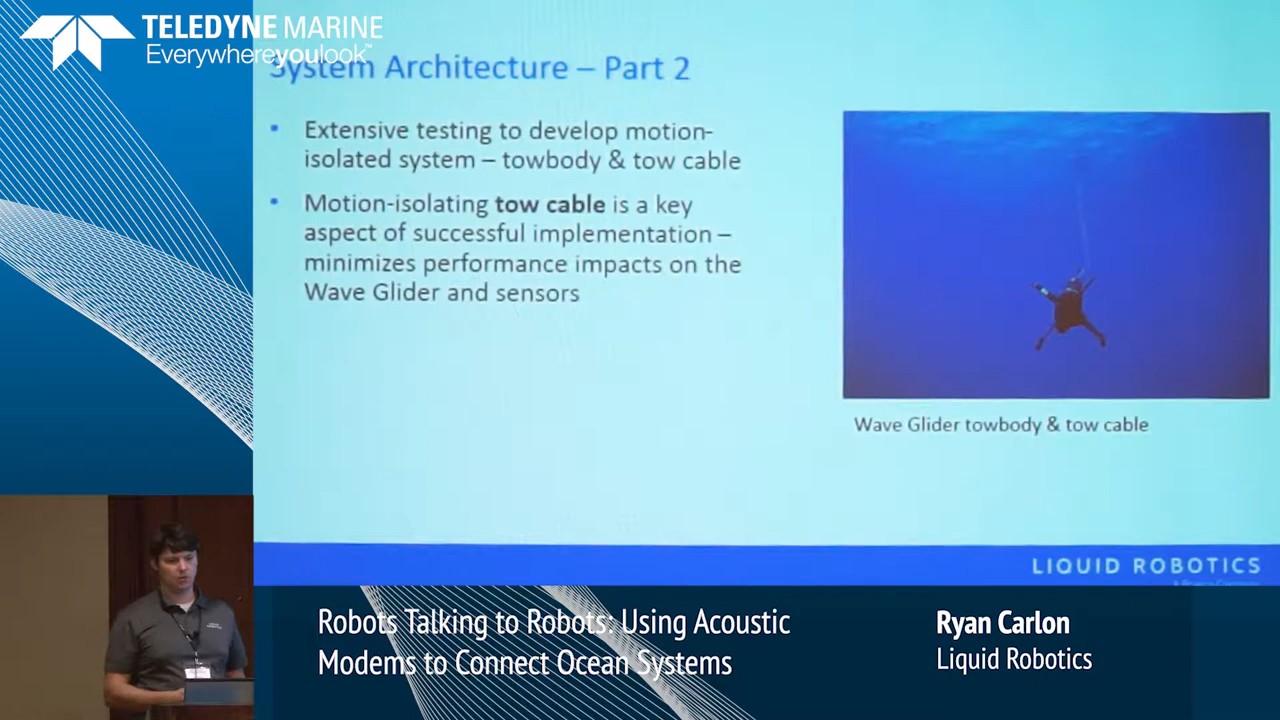 TELEDYNE MARINE
Everywhereyoulook™
System Architecture – Part 2
• Extensive testing to develop motion-
isolated system – towbody & tow cable
• Motion-isolating tow cable is a key
aspect of successful implementation –
minimizes performance impacts on the
Wave Glider and sensors
Wave Glider towbody & tow cable
LIQUID ROBOTICS
Robots Talking to Robots: Using Acoustic
Modems to Connect Ocean Systems
Ryan Carlon
Liquid Robotics